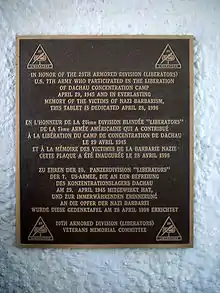 IN HONOR OF THE 20TH ARMORED DIVISION (LIBERATORS)
U.S. 7TH ARMY WHO PARTICIPATED IN THE LIBERATION
OF DACHAU CONCENTRATION CAMP
APRIL 29, 1945 AND IN EVERLASTING
MEMORY OF THE VICTIMS OF NAZI BARBARISM,
THIS TABLET IS DEDICATED APRIL 28, 1996
EN L'HONNEUR DE LA 20ème DIVISION BLINDÉE "LIBERATORS"
DE LA 7ème ARMÉE AMÉRICAINE QUI A CONTRIBUÉ
À LA LIBÉRATION DU CAMP DE CONCENTRATION DE DACHAU
LE 29 AVRIL 1945
ET À LA MÉMOIRE DES VICTIMES DE LA BARBARIE NAZIE
CETTE PLAQUE A ÉTÉ INAUGURÉE LE 28 AVRIL 1996
ZU EHREN DER 20. PANZERDIVISION "LIBERATORS"
DER 7. US-ARMEE, DIE AN DER BEFREIUNG
DES KONZENTRATIONSLAGERS DACHAU
AM 29. APRIL 1945 MITGEWIRKT HAT,
UND ZUR IMMERWÄHRENDEN ERINNERUNG
AN DIE OPFER DER NAZI BARBAREI
WURDE DIESE GEDENKTAFEL AM 28 APRIL 1996 ERRICHTET
20TH ARMORED DIVISION (LIBERATORS)
VETERANS MEMORIAL COMMITTEE